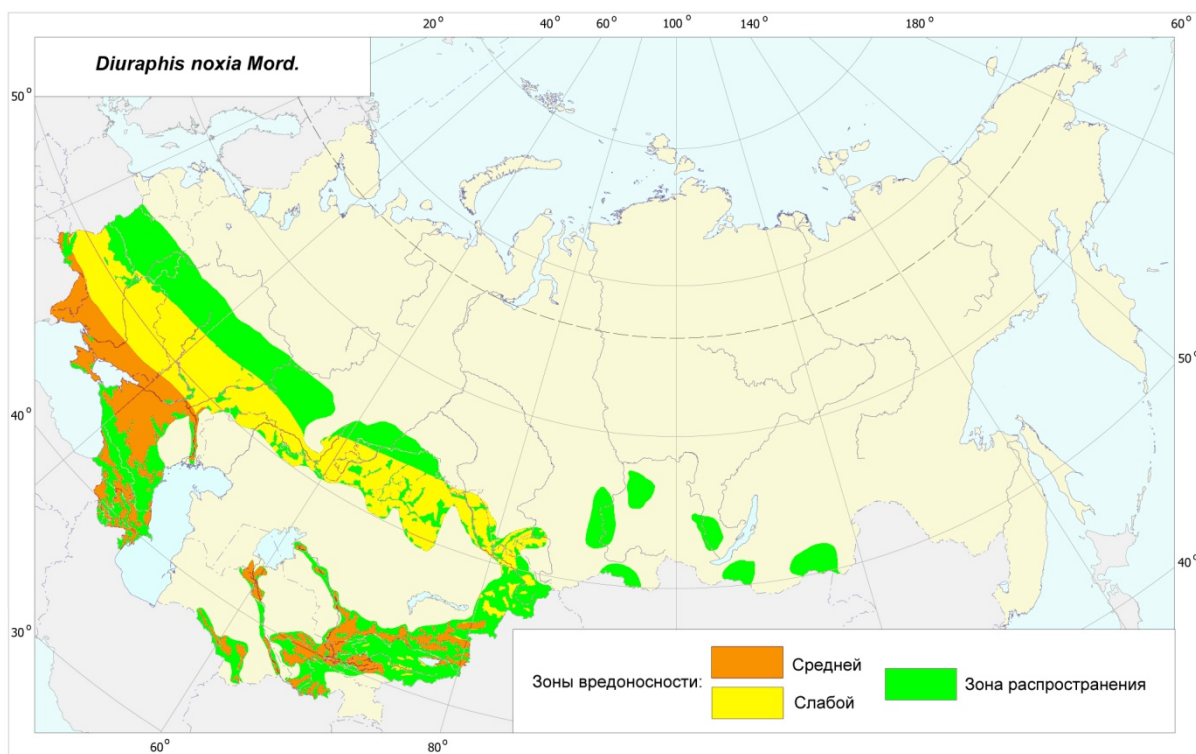 20° 40° 60° 100° 140° 180° 60°
Diuraphis noxia Mord.
50°
50°
40°
40°
30°
Зоны вредоносности:
Средней
Слабой
Зона распространения
60° 80°